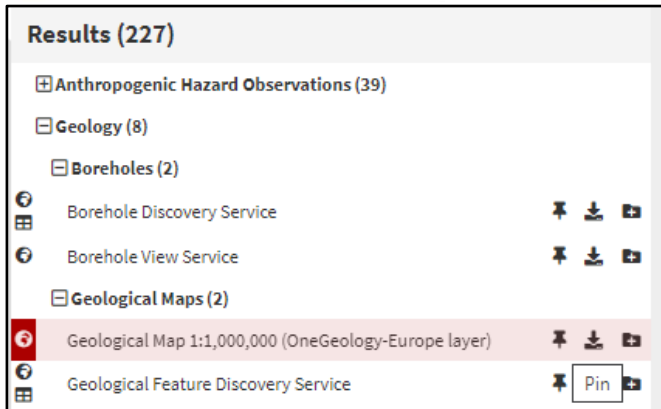 Results (227)
Anthropogenic Hazard Observations (39)
Geology (8)
Boreholes (2)
Borehole Discovery Service
Borehole View Service
Geological Maps (2)
Geological Map 1:1,000,000 (OneGeology-Europe layer)
Geological Feature Discovery Service
Pin